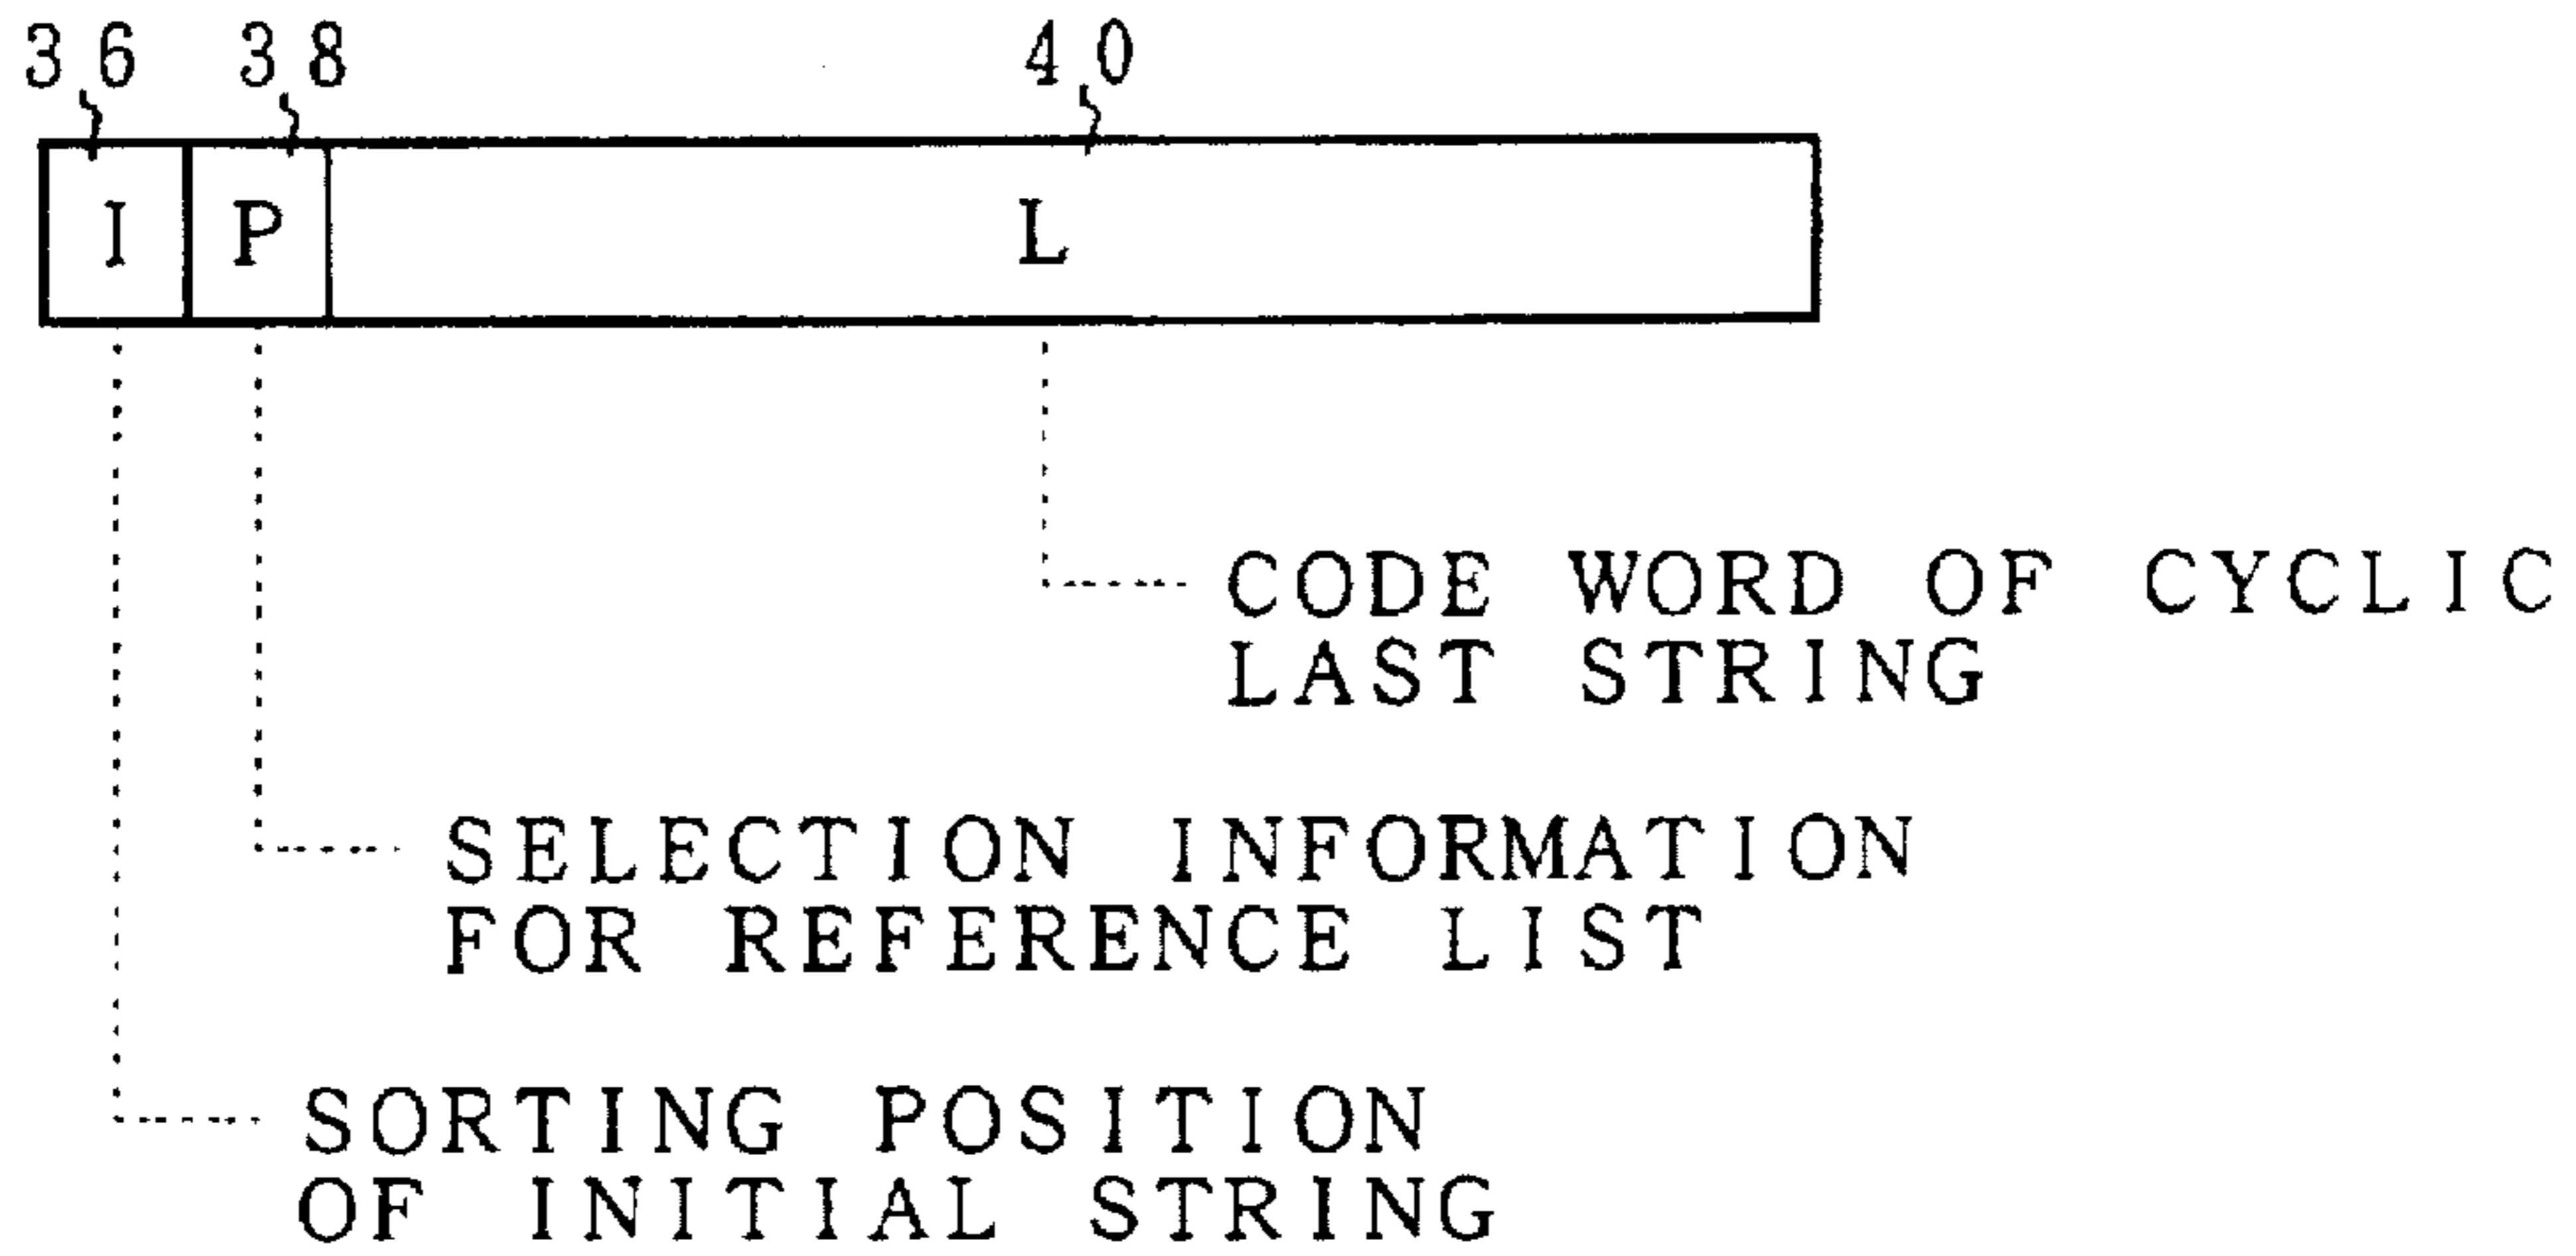 36 38 40
I P L
CODE WORD OF CYCLIC
LAST STRING
SELECTION INFORMATION
FOR REFERENCE LIST
SORTING POSITION
OF INITIAL STRING